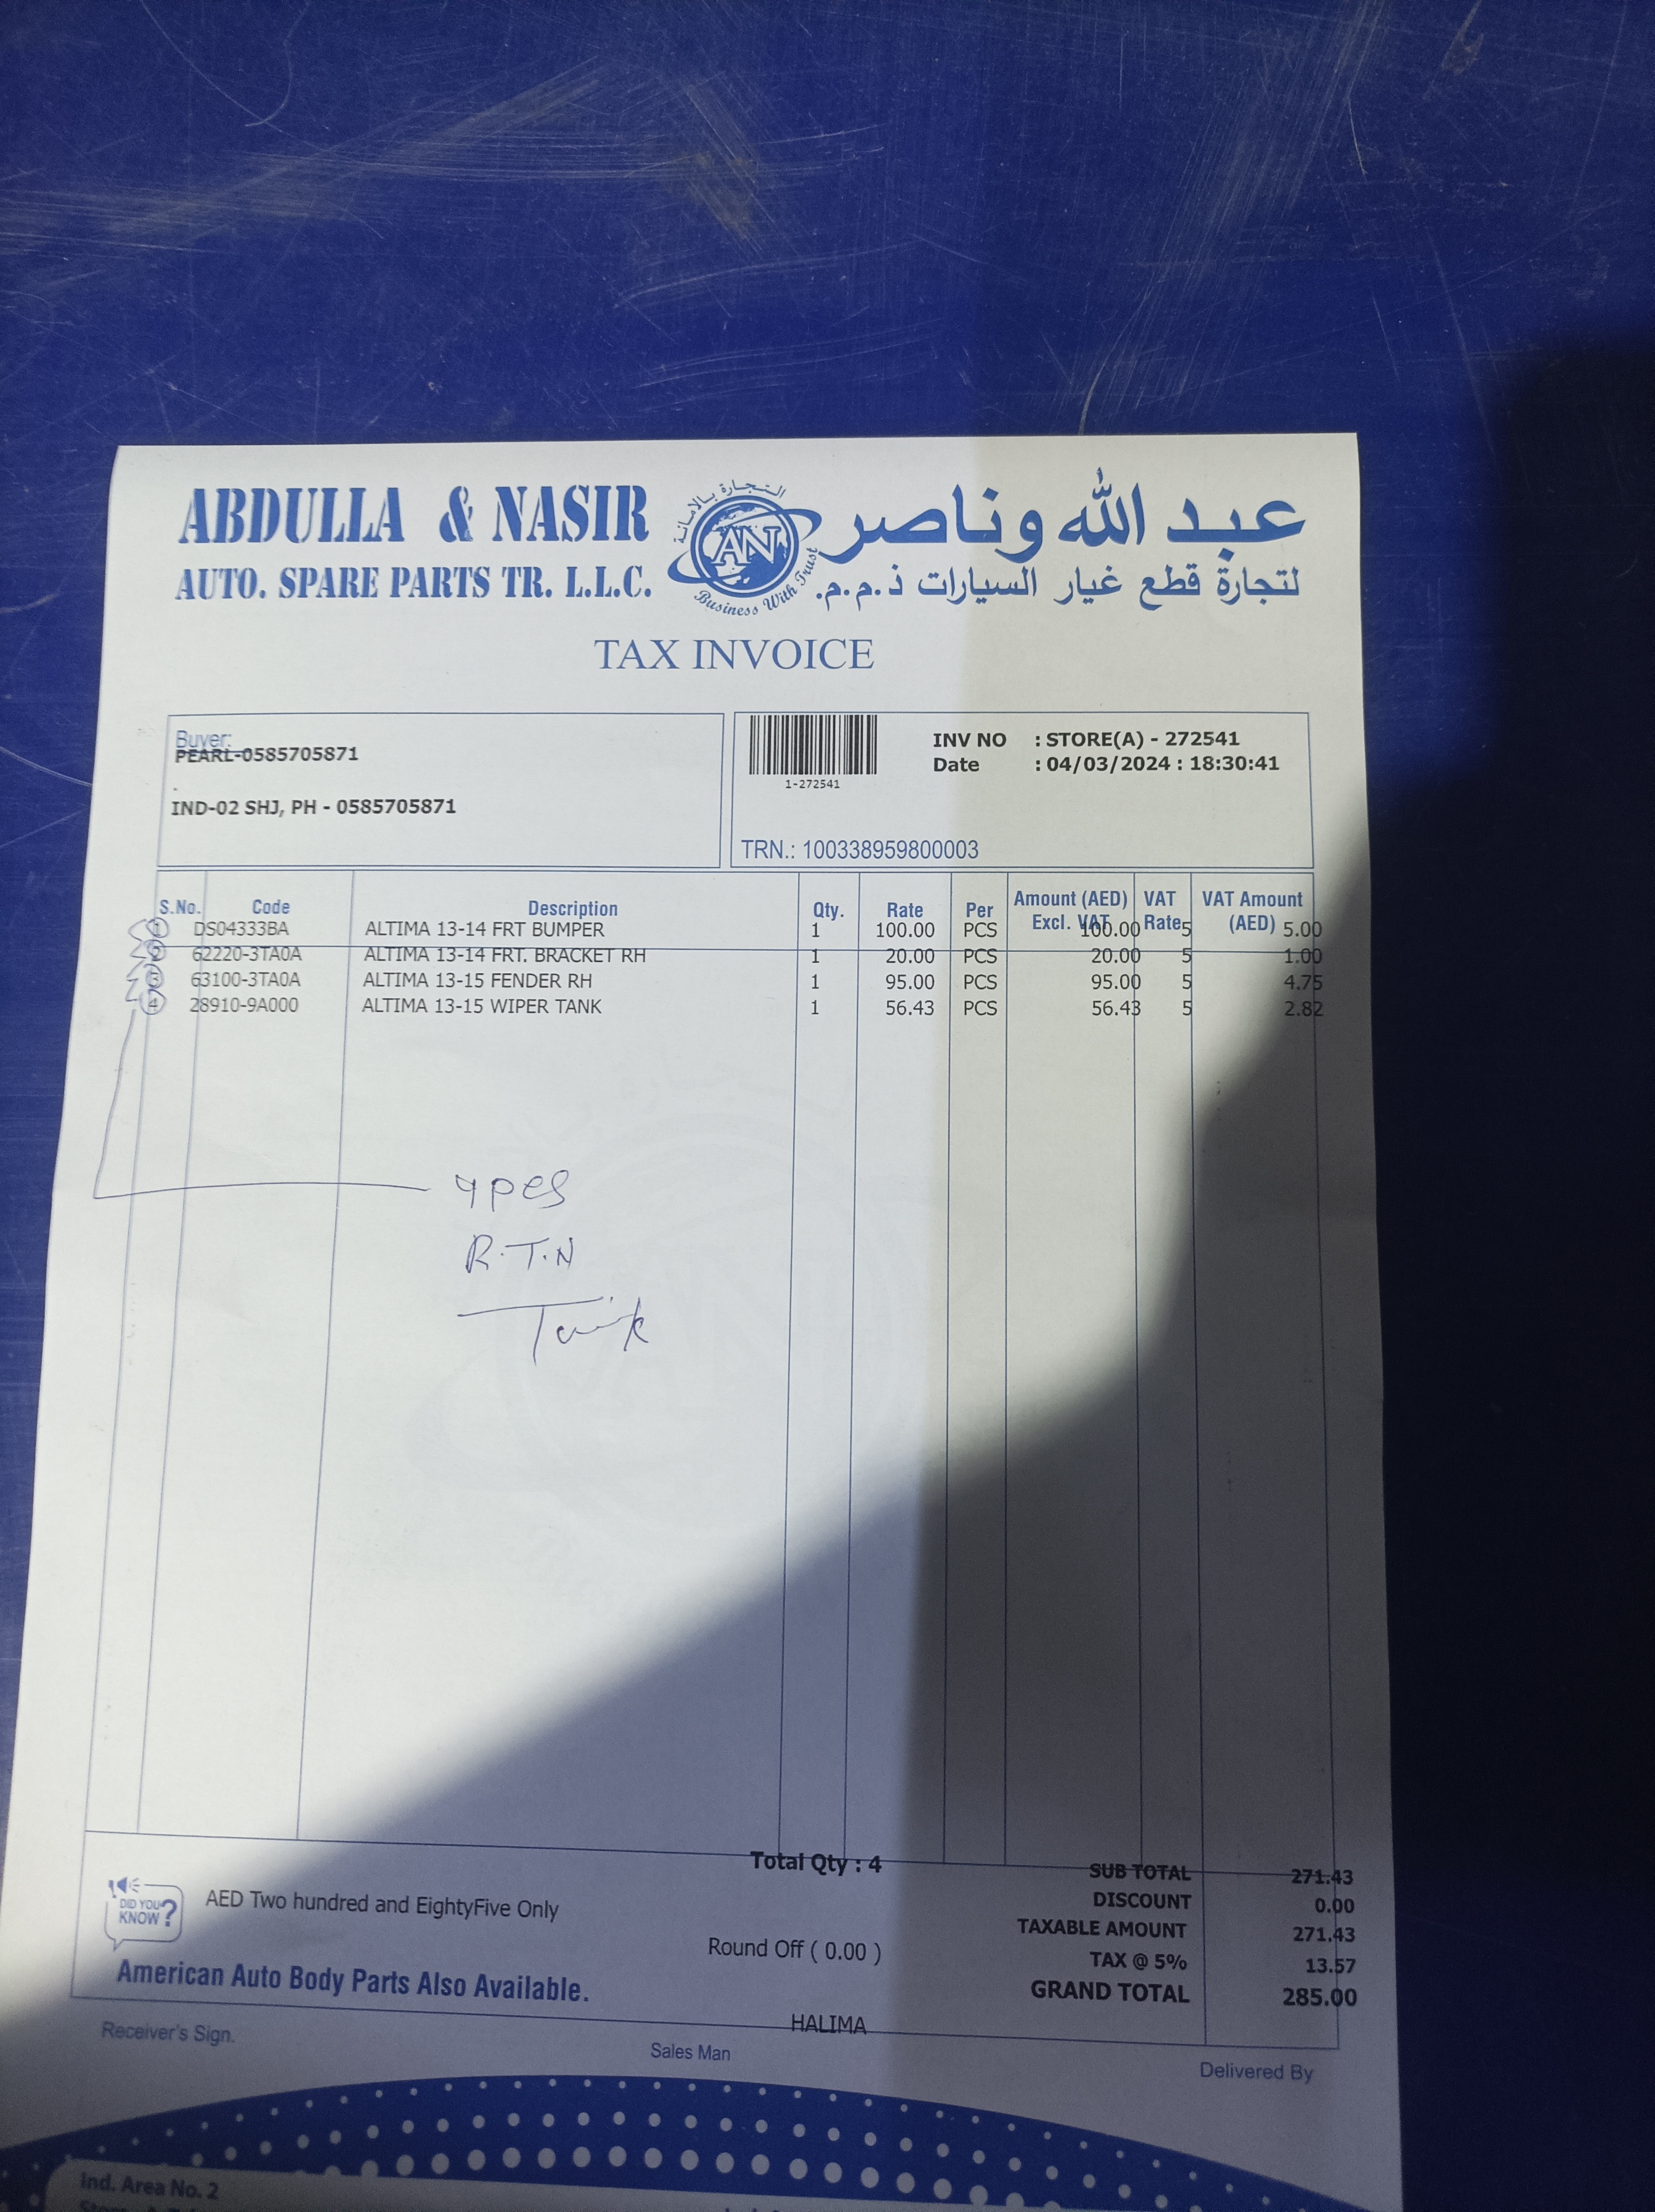 ABDULLA & NASIR
AUTO. SPARE PARTS TR. L.L.C.
التجارة بالامانة
AN
Business With Trust
عبد الله وناصر
لتجارة قطع غيار السيارات ذ.م.م.
TAX INVOICE
Buyer:
PEARL-0585705871
.
IND-02 SHJ, PH - 0585705871
1-272541
INV NO : STORE(A) - 272541
Date : 04/03/2024 : 18:30:41
TRN.: 100338959800003
S.No. Code Description Qty. Rate Per Amount (AED) Excl. VAT VAT Rate VAT Amount (AED)
1 DS04333BA ALTIMA 13-14 FRT BUMPER 1 100.00 PCS 100.00 5 5.00
2 62220-3TA0A ALTIMA 13-14 FRT. BRACKET RH 1 20.00 PCS 20.00 5 1.00
3 63100-3TA0A ALTIMA 13-15 FENDER RH 1 95.00 PCS 95.00 5 4.75
4 28910-9A000 ALTIMA 13-15 WIPER TANK 1 56.43 PCS 56.43 5 2.82
4 pes
R.T.N
Total Qty : 4
SUB TOTAL 271.43
DISCOUNT 0.00
TAXABLE AMOUNT 271.43
TAX @ 5% 13.57
GRAND TOTAL 285.00
DID YOU KNOW ?
AED Two hundred and EightyFive Only
Round Off ( 0.00 )
American Auto Body Parts Also Available.
HALIMA
Receiver's Sign.
Sales Man
Delivered By
Ind. Area No. 2